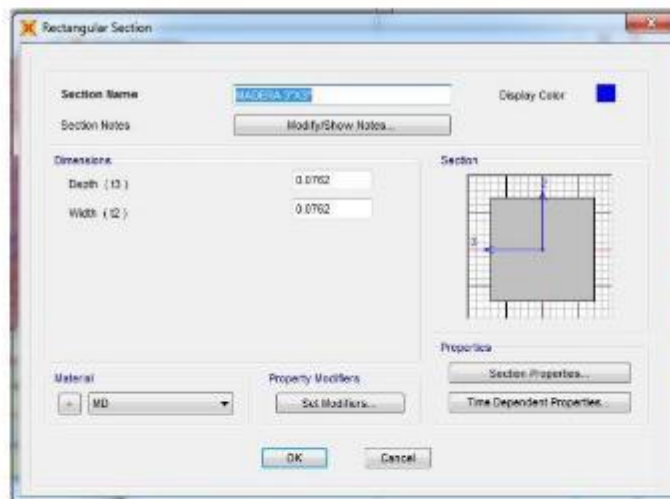 Rectangular Section
Section Name
MADERA 3"X3"
Display Color
Section Notes
Modify/Show Notes...
Dimensions
Depth ( t3 )
0.0762
Width ( t2 )
0.0762
Section
2
3
Properties
Section Properties...
Time Dependent Properties...
Material
+
MD
Property Modifiers
Set Modifiers...
OK
Cancel